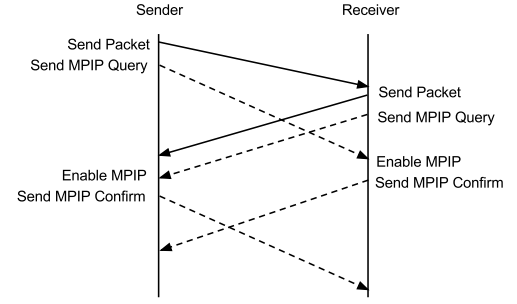 Sender
Receiver
Send Packet
Send MPIP Query
Send Packet
Send MPIP Query
Enable MPIP
Enable MPIP
Send MPIP Confirm
Send MPIP Confirm